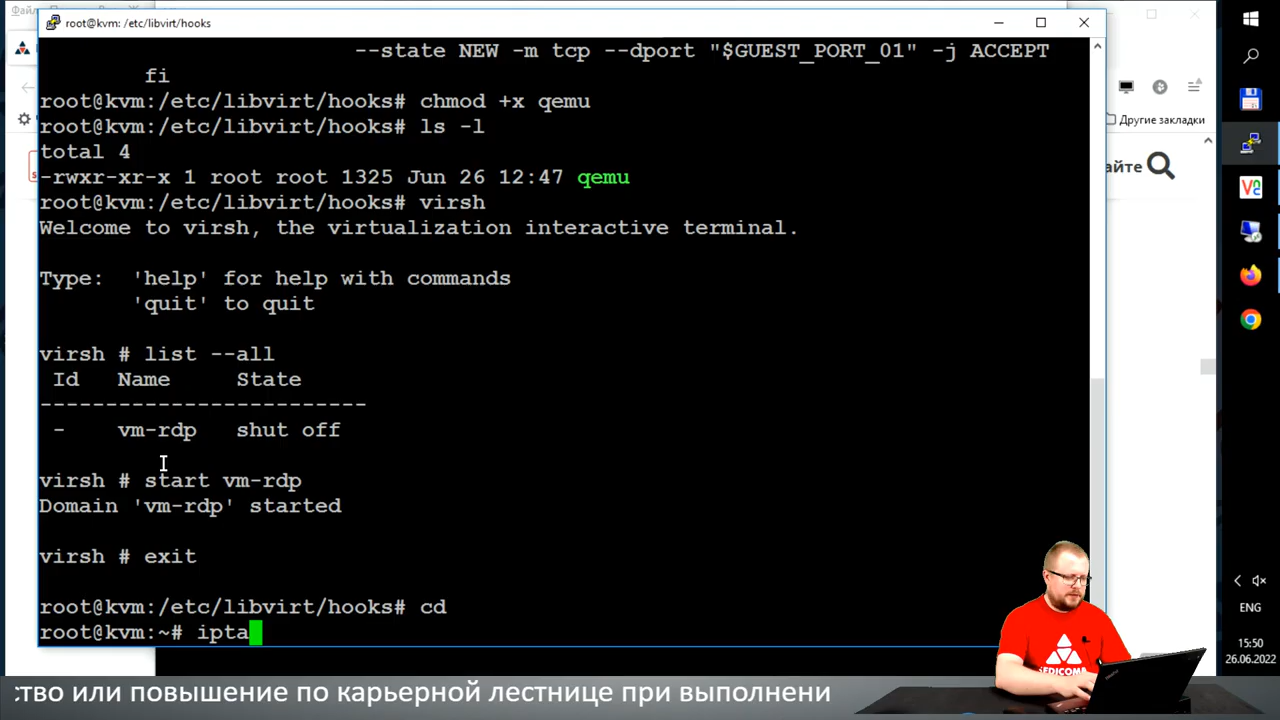 Файл
root@kvm: /etc/libvirt/hooks
--state NEW -m tcp --dport "$GUEST_PORT_01" -j ACCEPT
fi
root@kvm:/etc/libvirt/hooks# chmod +x qemu
root@kvm:/etc/libvirt/hooks# ls -l
total 4
-rwxr-xr-x 1 root root 1325 Jun 26 12:47 qemu
root@kvm:/etc/libvirt/hooks# virsh
Welcome to virsh, the virtualization interactive terminal.
Type:  'help' for help with commands
'quit' to quit
virsh # list --all
Id   Name     State
-------------------------
-    vm-rdp   shut off
virsh # start vm-rdp
Domain 'vm-rdp' started
virsh # exit
root@kvm:/etc/libvirt/hooks# cd
root@kvm:~# ipta
Другие закладки
айте
ENG
15:50
26.06.2022
EDICOM
ство или повышение по карьерной лестнице при выполнени